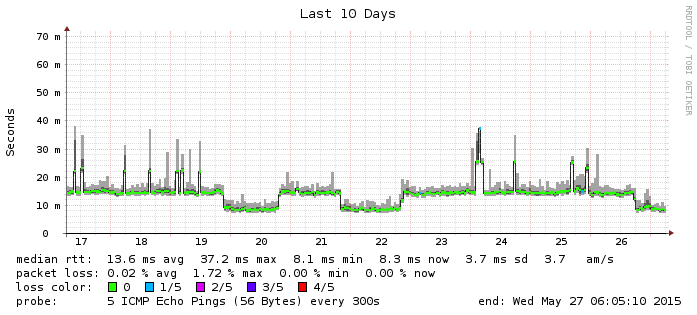 Last 10 Days
RRDTOOL / TOBI OETIKER
Seconds
70 m
60 m
50 m
40 m
30 m
20 m
10 m
0
17 18 19 20 21 22 23 24 25 26
median rtt: 13.6 ms avg 37.2 ms max 8.1 ms min 8.3 ms now 3.7 ms sd 3.7 am/s
packet loss: 0.02 % avg 1.72 % max 0.00 % min 0.00 % now
loss color: 0 1/5 2/5 3/5 4/5
probe: 5 ICMP Echo Pings (56 Bytes) every 300s end: Wed May 27 06:05:10 2015